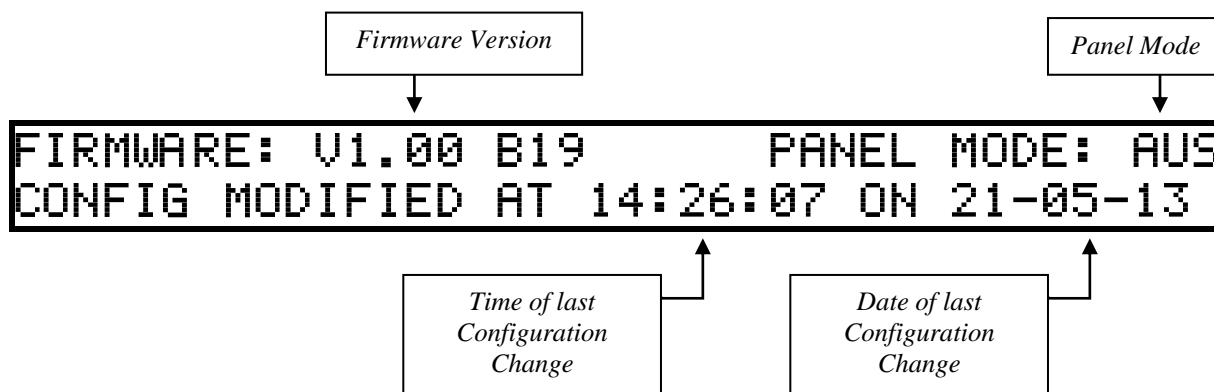 Firmware Version
Panel Mode
FIRMWARE: V1.00 B19 PANEL MODE: AUS
CONFIG MODIFIED AT 14:26:07 ON 21-05-13
Time of last
Configuration
Change
Date of last
Configuration
Change